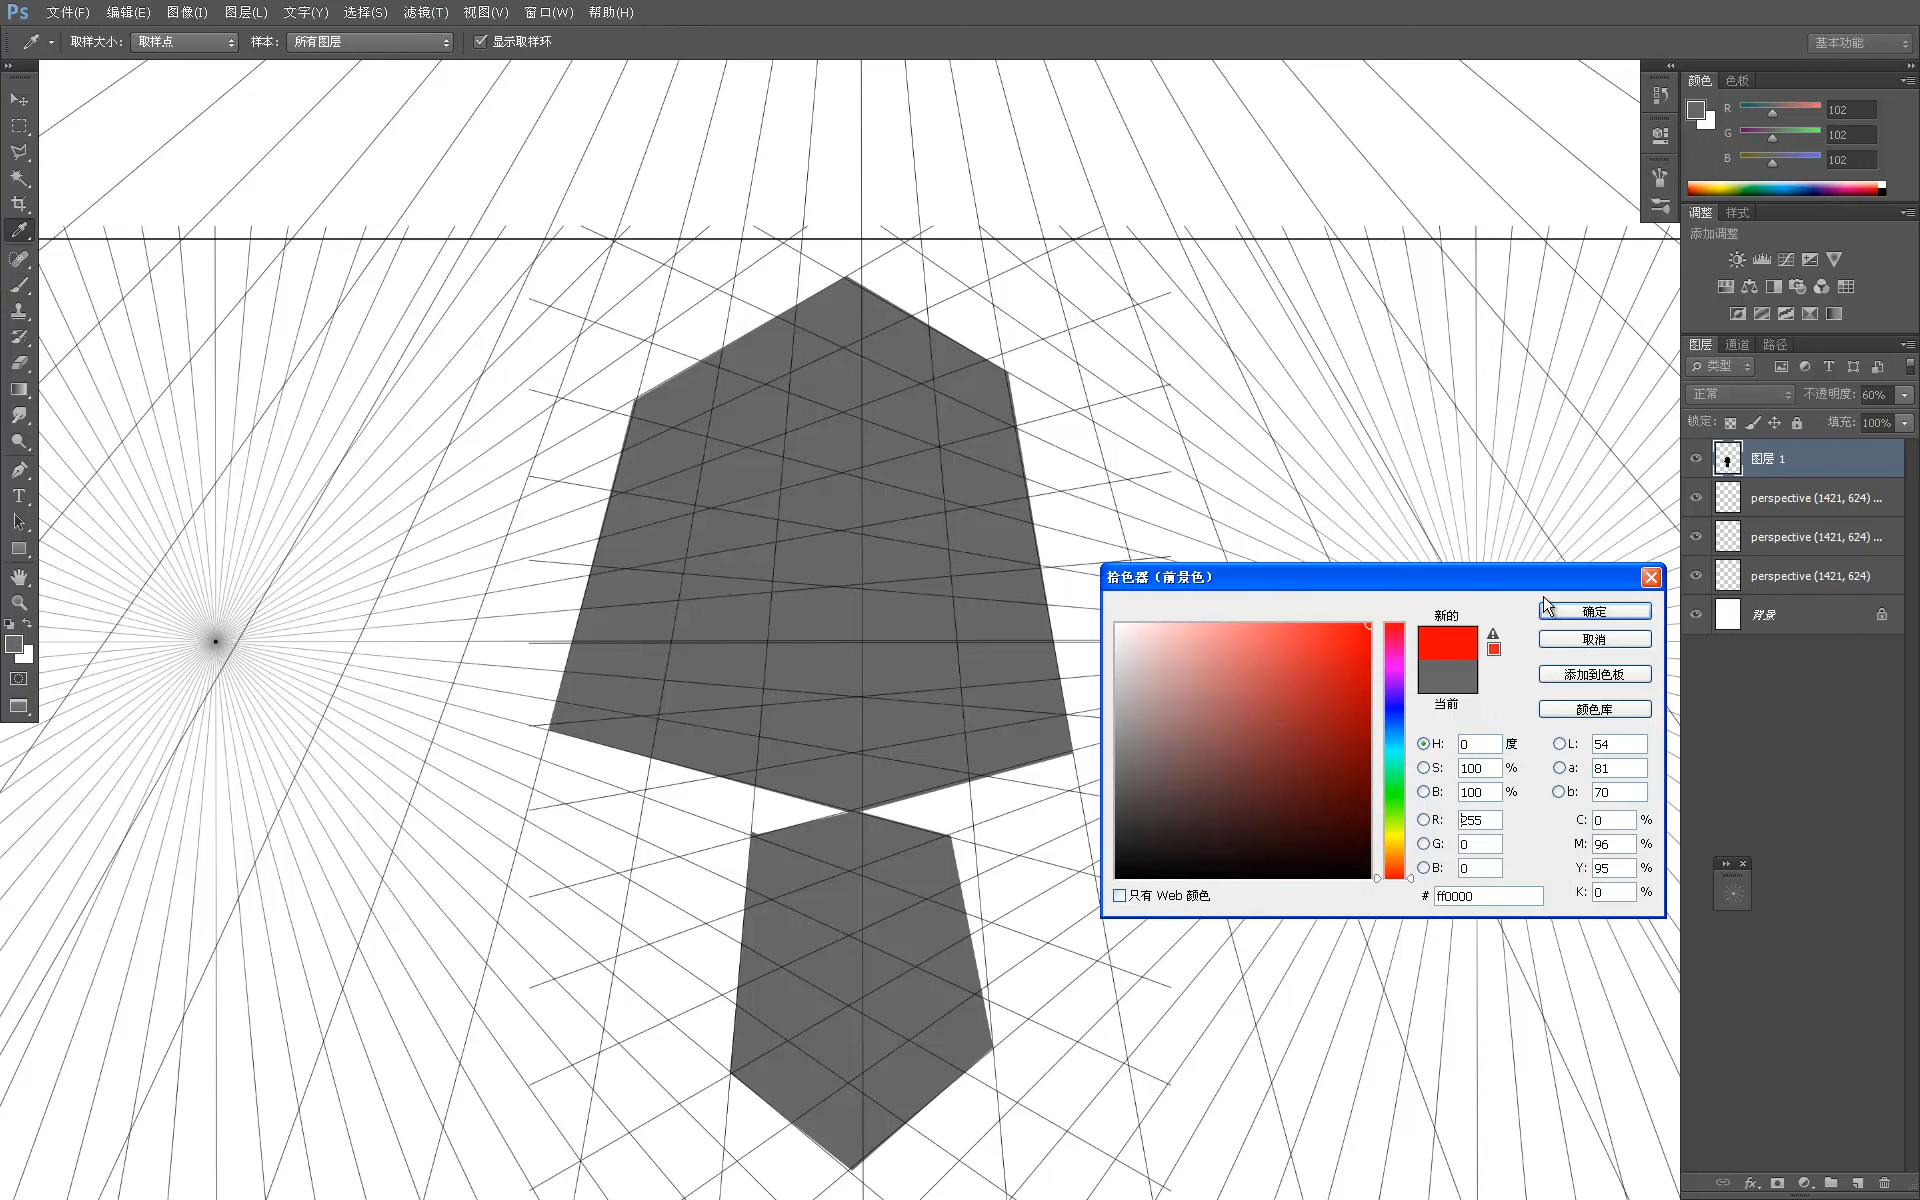 Ps 文件(F) 编辑(E) 图像(I) 图层(L) 文字(Y) 选择(S) 滤镜(T) 视图(V) 窗口(W) 帮助(H)
取样大小: 取样点 样本: 所有图层 显示取样环 基本功能
颜色 色板
R 102
G 102
B 102
调整 样式
添加调整
图层 通道 路径
类型
正常 不透明度: 60%
锁定: 填充: 100%
图层 1
perspective (1421, 624) ...
perspective (1421, 624) ...
perspective (1421, 624)
背景
拾色器（前景色）
新的
当前
确定
取消
添加到色板
颜色库
H: 0 度 L: 54
S: 100 % a: 81
B: 100 % b: 70
R: 255 C: 0 %
G: 0 M: 96 %
B: 0 Y: 95 %
# ff0000 K: 0 %
只有 Web 颜色